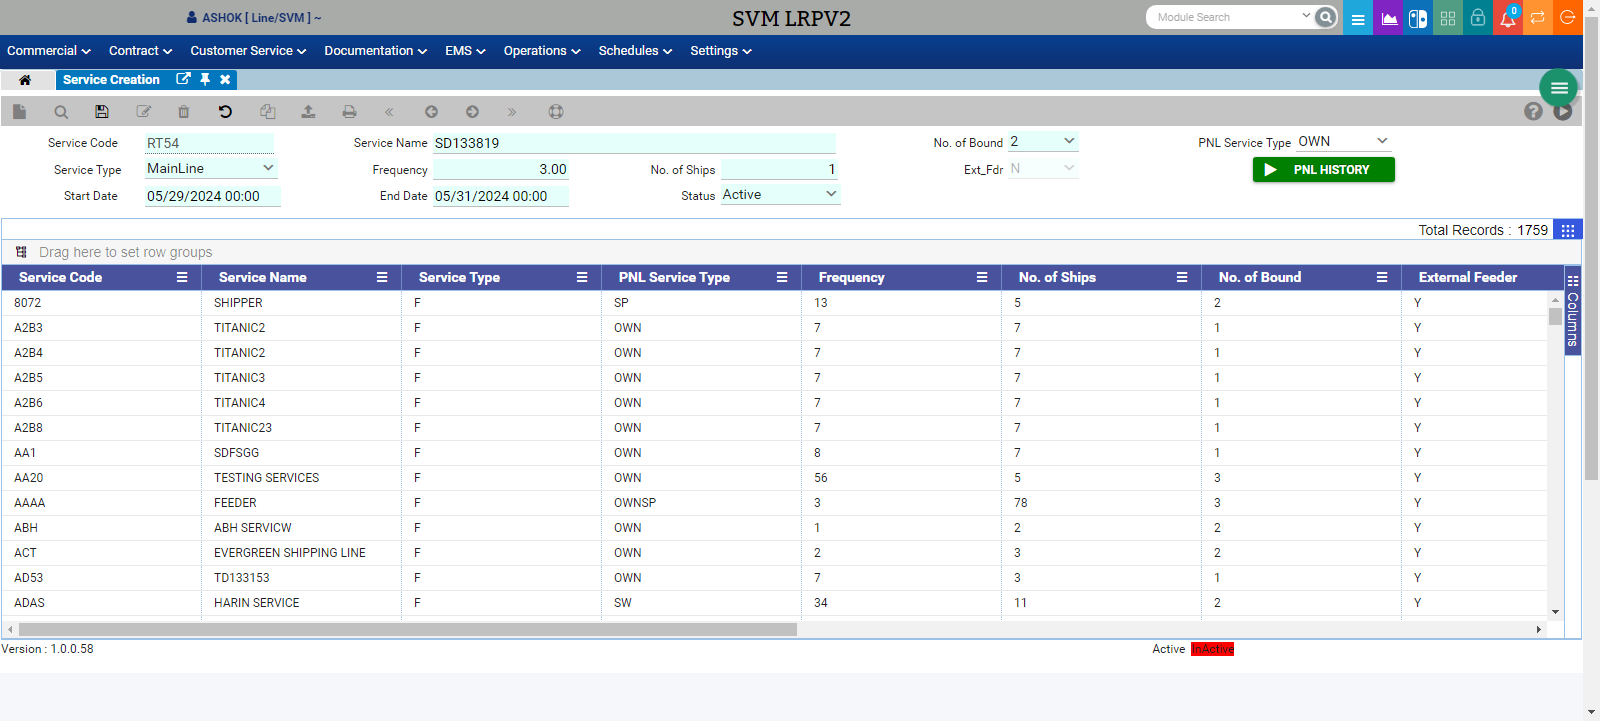 ASHOK [ Line/SVM ] ~ SVM LRPV2 Module Search 0
Commercial Contract Customer Service Documentation EMS Operations Schedules Settings
Service Creation
Service Code RT54 Service Name SD133819 No. of Bound 2 PNL Service Type OWN
Service Type MainLine Frequency 3.00 No. of Ships 1 Ext_Fdr N PNL HISTORY
Start Date 05/29/2024 00:00 End Date 05/31/2024 00:00 Status Active
Total Records : 1759
Drag here to set row groups
Service Code Service Name Service Type PNL Service Type Frequency No. of Ships No. of Bound External Feeder
Columns
8072 SHIPPER F SP 13 5 2 Y
A2B3 TITANIC2 F OWN 7 7 1 Y
A2B4 TITANIC2 F OWN 7 7 1 Y
A2B5 TITANIC3 F OWN 7 7 1 Y
A2B6 TITANIC4 F OWN 7 7 1 Y
A2B8 TITANIC23 F OWN 7 7 1 Y
AA1 SDFSGG F OWN 8 7 1 Y
AA20 TESTING SERVICES F OWN 56 5 3 Y
AAAA FEEDER F OWNSP 3 78 3 Y
ABH ABH SERVICW F OWN 1 2 2 Y
ACT EVERGREEN SHIPPING LINE F OWN 2 3 2 Y
AD53 TD133153 F OWN 7 3 1 Y
ADAS HARIN SERVICE F SW 34 11 2 Y
Version : 1.0.0.58 Active InActive